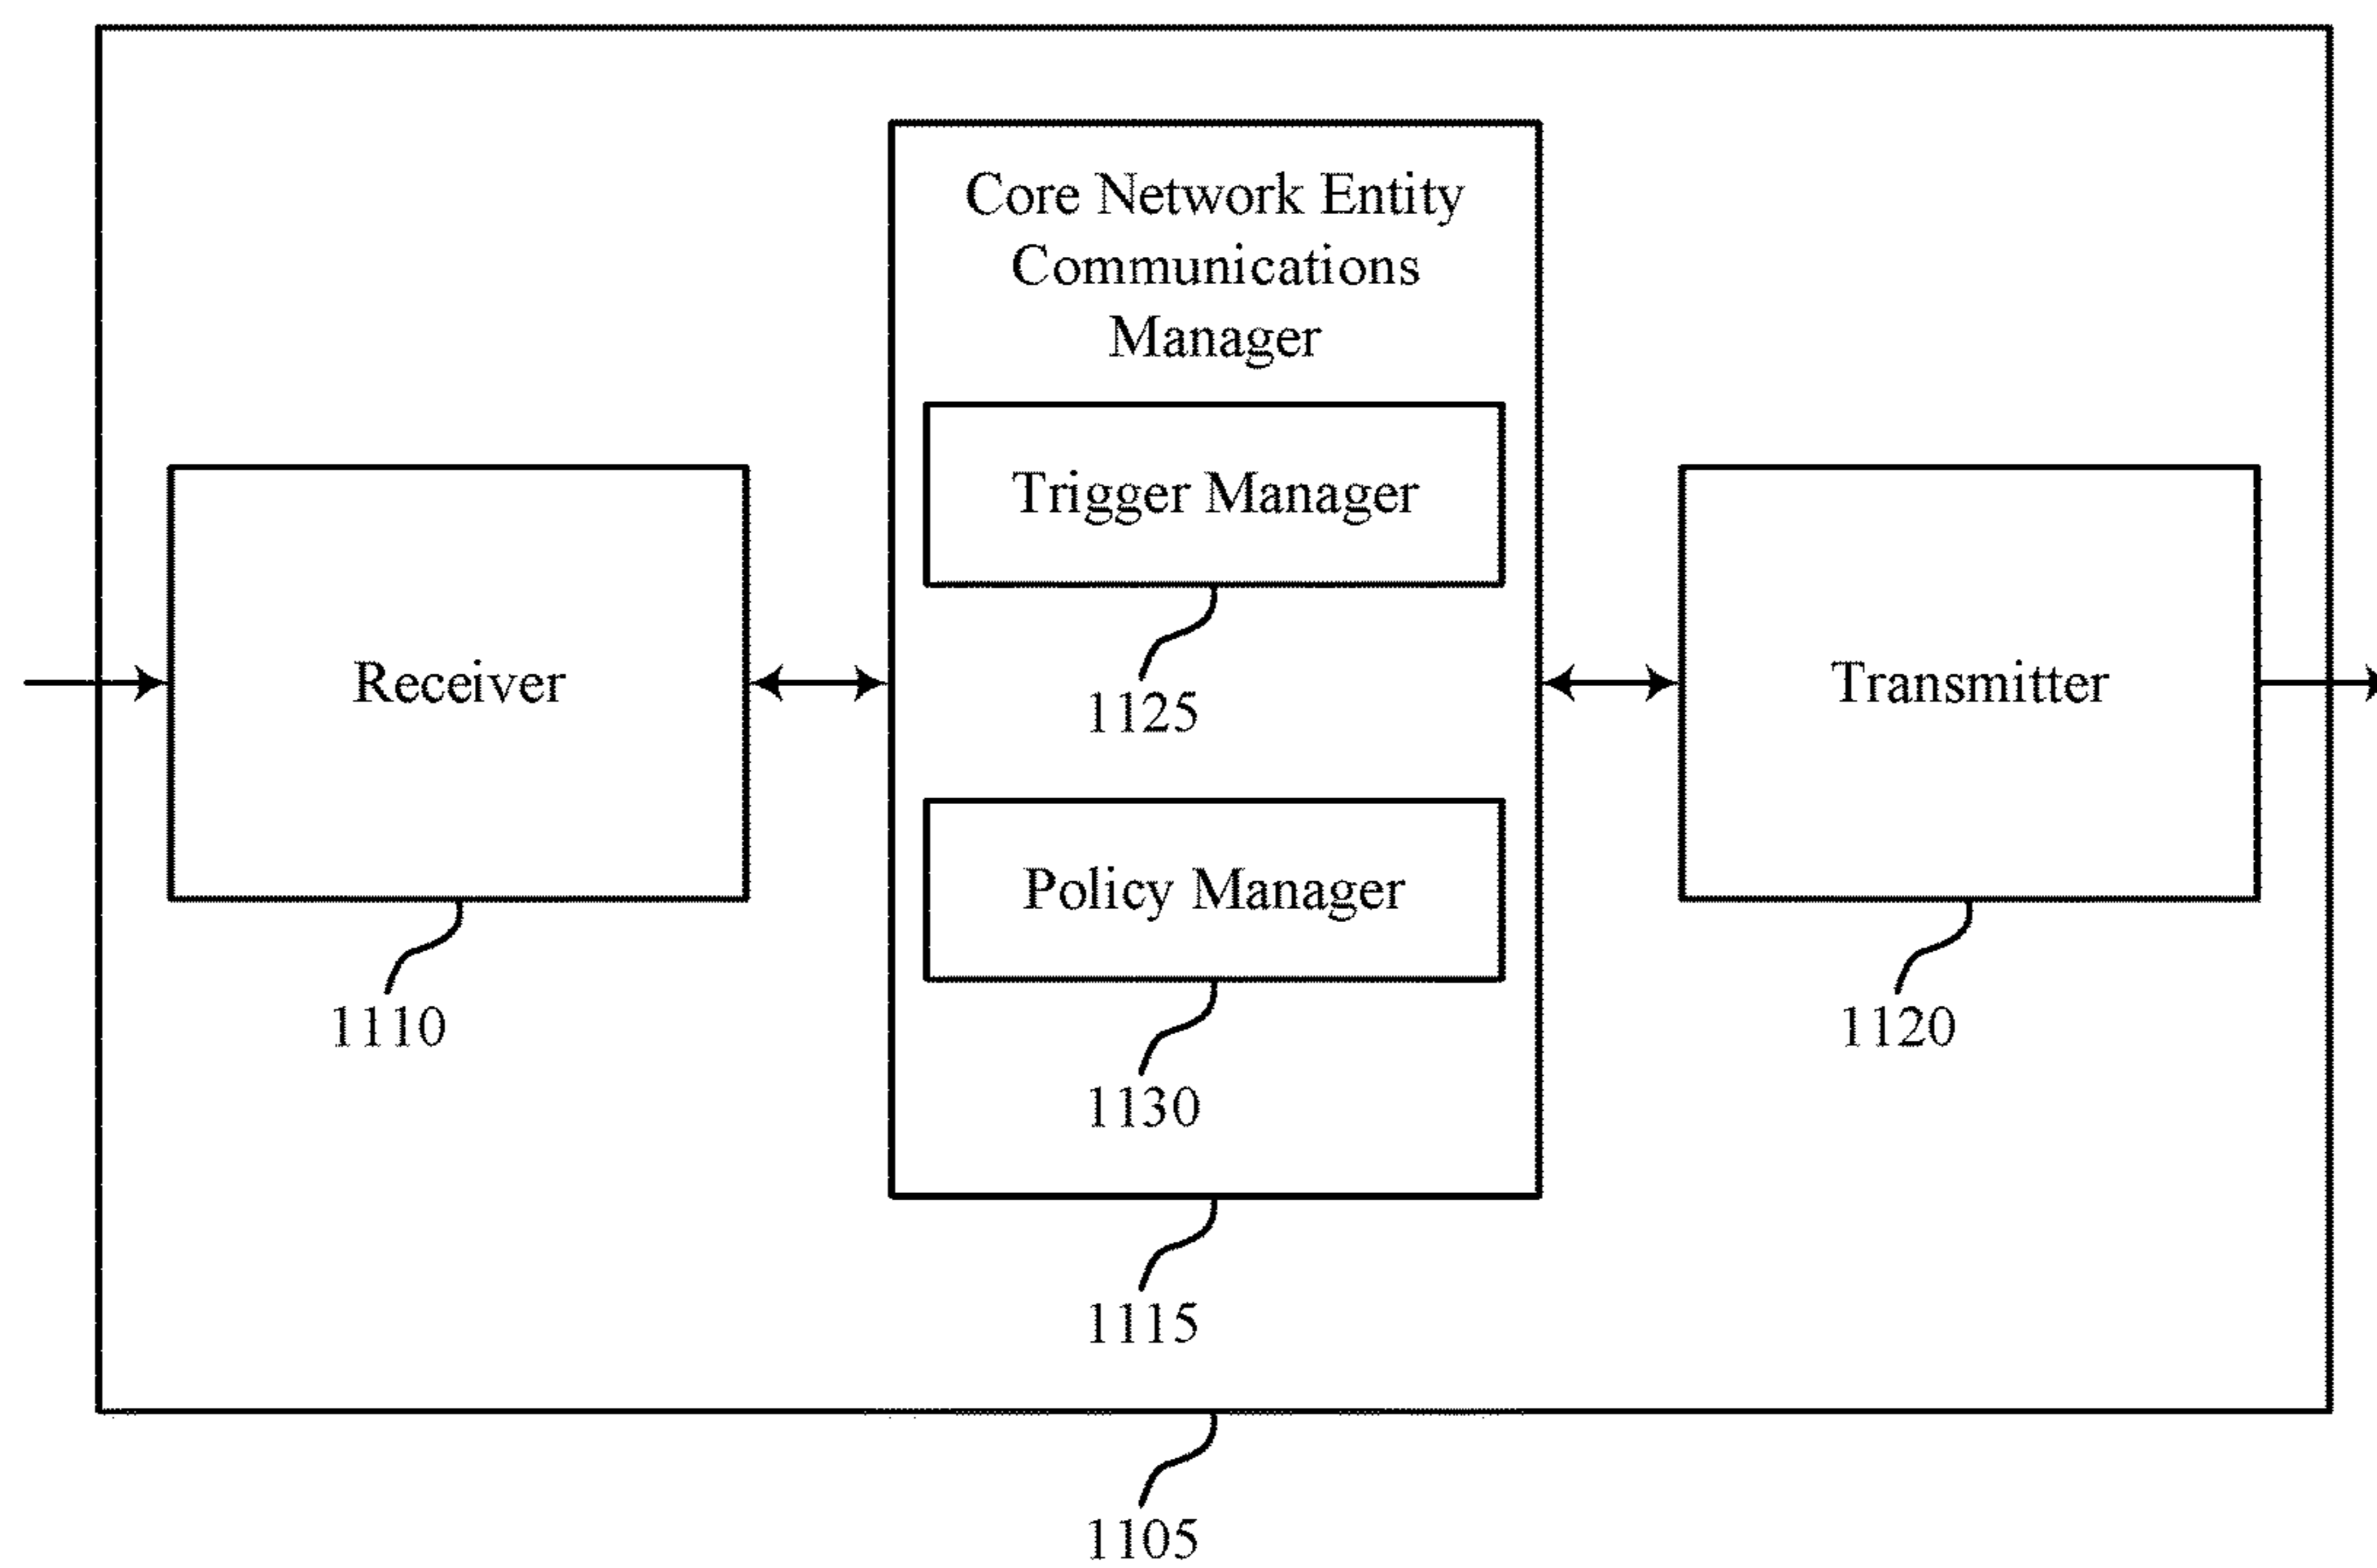 Core Network Entity
Communications
Manager
Trigger Manager
1125
Receiver
1110
Policy Manager
1130
Transmitter
1120
1115
1105